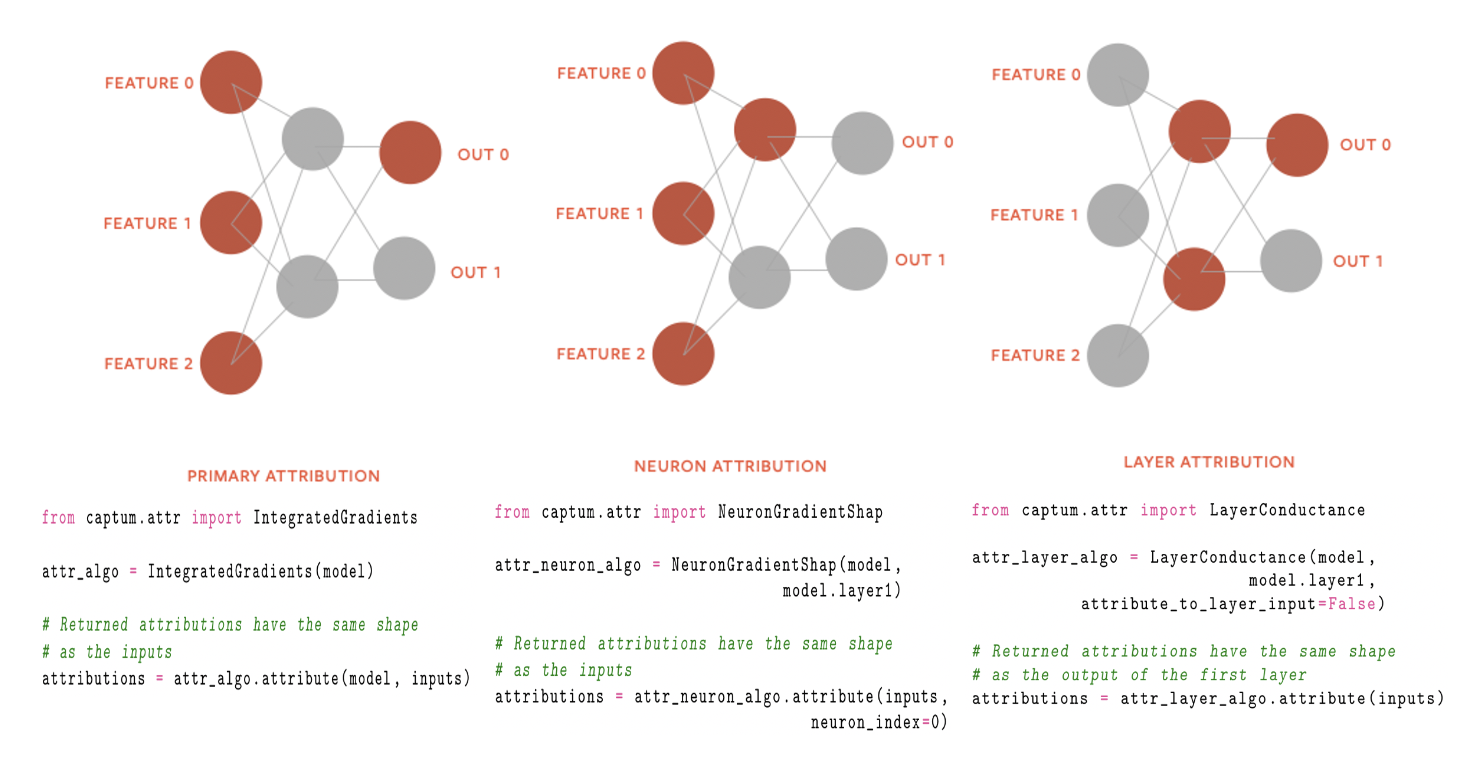 FEATURE 0
OUT 0
FEATURE 1
OUT 1
FEATURE 2
PRIMARY ATTRIBUTION
from captum.attr import IntegratedGradients
attr_algo = IntegratedGradients(model)
# Returned attributions have the same shape
# as the inputs
attributions = attr_algo.attribute(model, inputs)
FEATURE 0
OUT 0
FEATURE 1
OUT 1
FEATURE 2
NEURON ATTRIBUTION
from captum.attr import NeuronGradientShap
attr_neuron_algo = NeuronGradientShap(model,
model.layer1)
# Returned attributions have the same shape
# as the inputs
attributions = attr_neuron_algo.attribute(inputs,
neuron_index=0)
FEATURE 0
OUT 0
FEATURE 1
OUT 1
FEATURE 2
LAYER ATTRIBUTION
from captum.attr import LayerConductance
attr_layer_algo = LayerConductance(model,
model.layer1,
attribute_to_layer_input=False)
# Returned attributions have the same shape
# as the output of the first layer
attributions = attr_layer_algo.attribute(inputs)